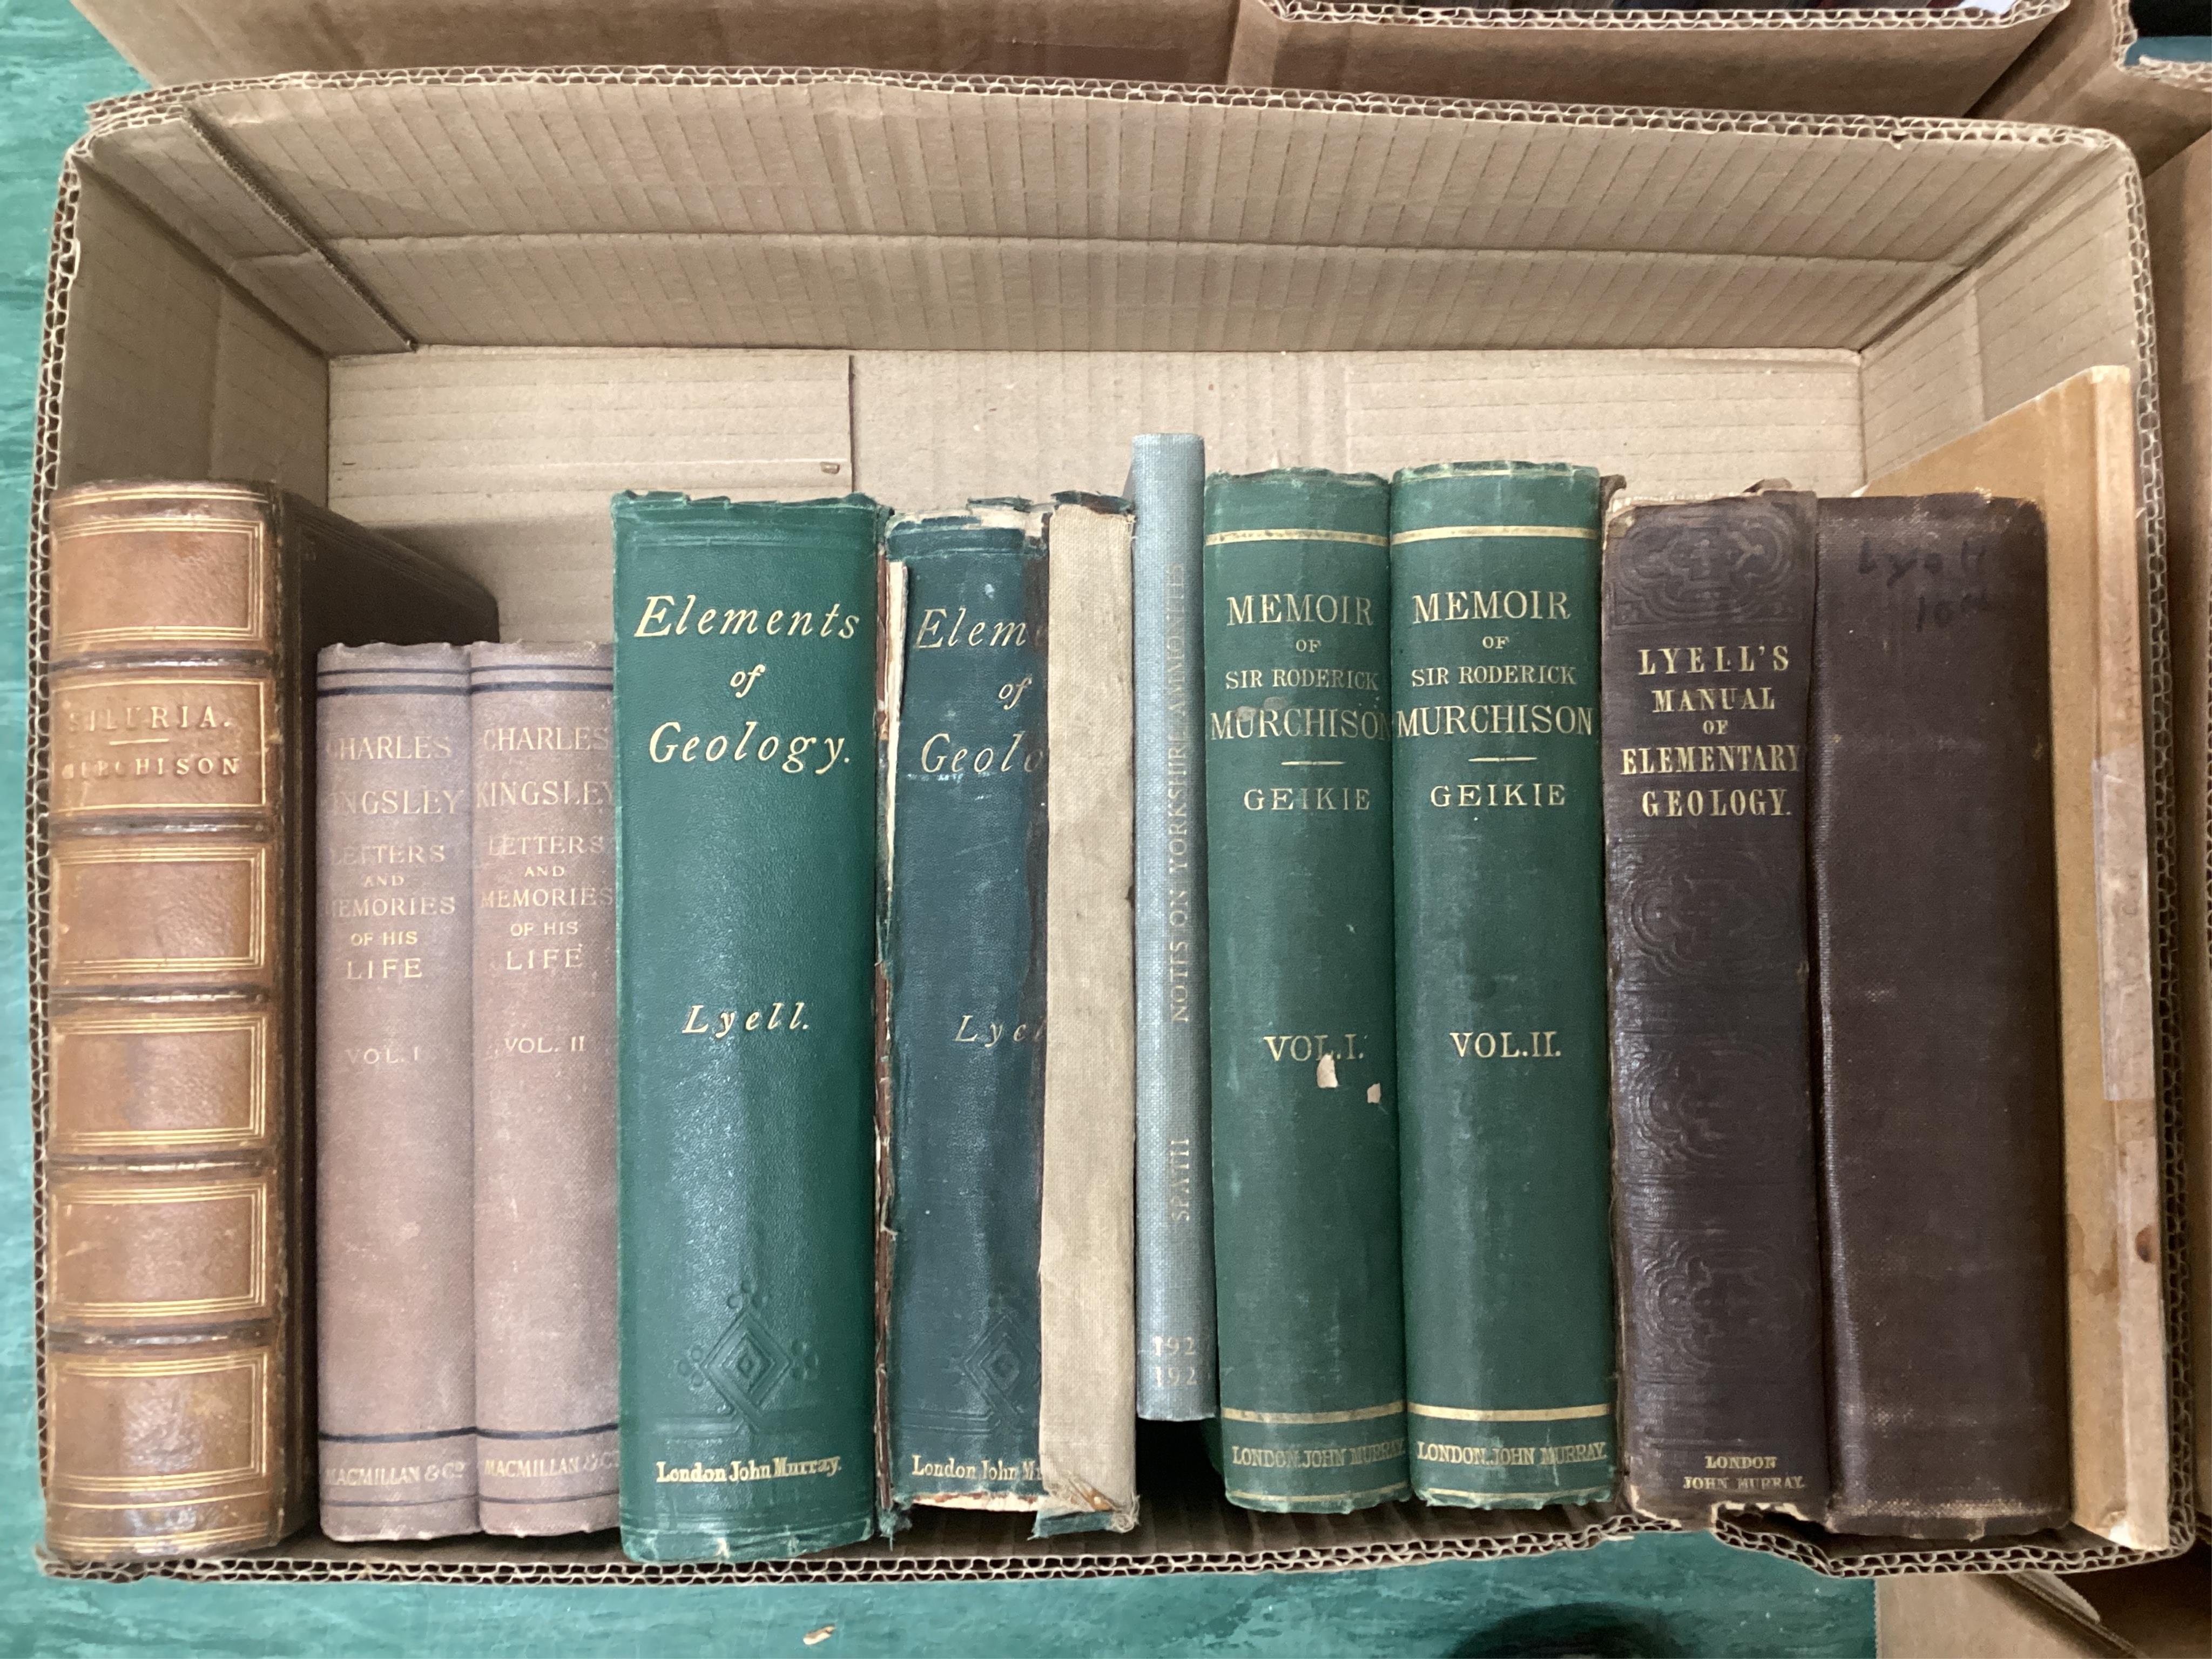 SILURIA.
MURCHISON
CHARLES
KINGSLEY
LETTERS
AND
MEMORIES
OF HIS
LIFE
VOL. I
MACMILLAN & Co.
CHARLES
KINGSLEY
LETTERS
AND
MEMORIES
OF HIS
LIFE
VOL. II
MACMILLAN & Co.
Elements
of
Geology.
Lyell.
London John Murray.
Elem
of
Geolo
Lyel
London John M
NOTES ON YORKSHIRE AMMONITES
SPATH
192
192
MEMOIR
OF
SIR RODERICK
MURCHISON
GEIKIE
VOL. I.
LONDON. JOHN MURRAY.
MEMOIR
OF
SIR RODERICK
MURCHISON
GEIKIE
VOL. II.
LONDON. JOHN MURRAY.
LYELL'S
MANUAL
OF
ELEMENTARY
GEOLOGY.
LONDON
JOHN MURRAY.
Lyell